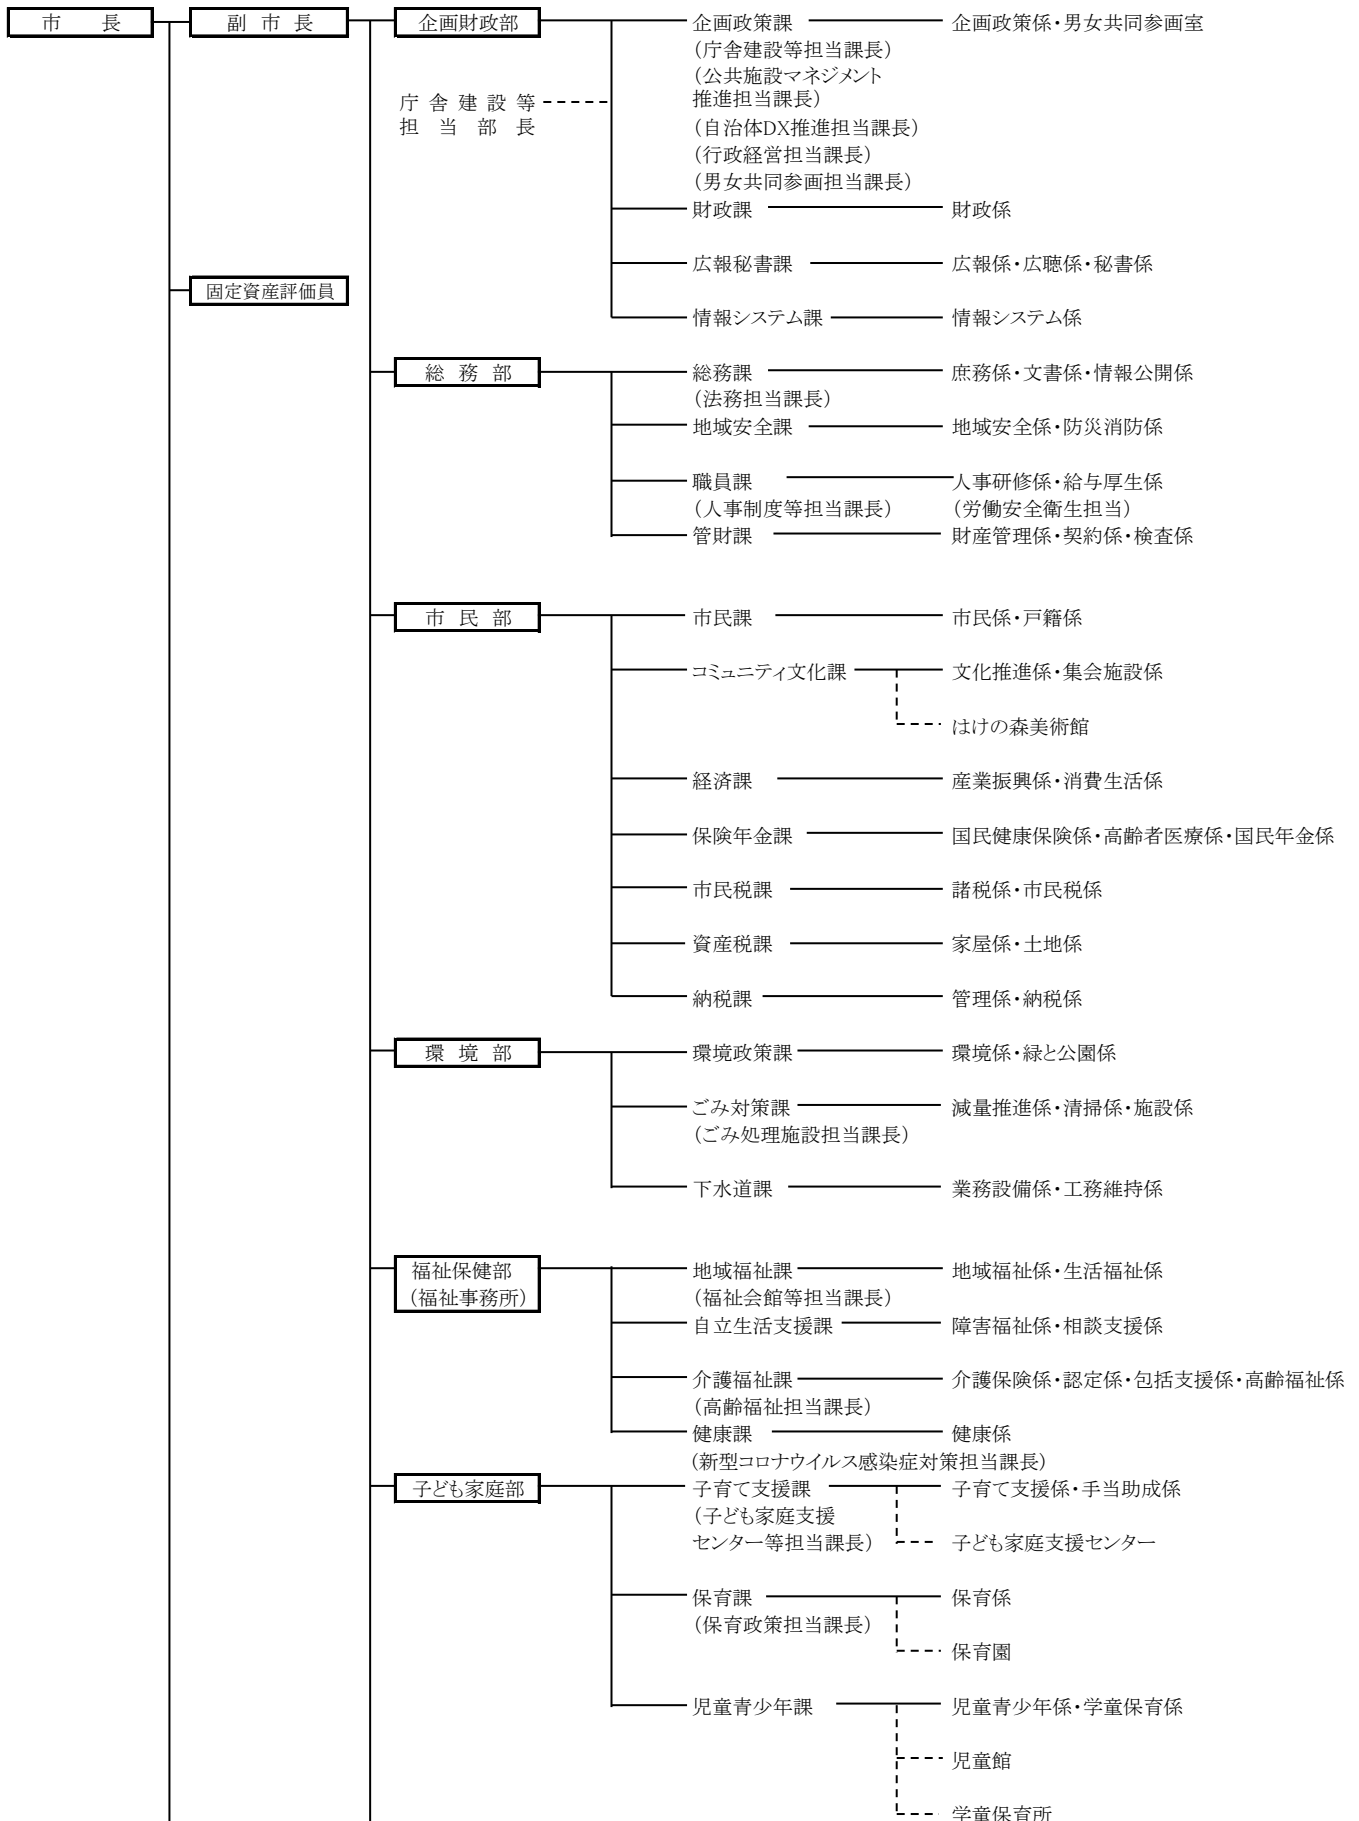 市長 副市長 企画財政部 企画政策課 企画政策係・男女共同参画室
（庁舎建設等担当課長）
（公共施設マネジメント
推進担当課長）
庁舎建設等
担当部長
（自治体DX推進担当課長）
（行政経営担当課長）
（男女共同参画担当課長）
財政課 財政係
広報秘書課 広報係・広聴係・秘書係
固定資産評価員
情報システム課 情報システム係
総務部 総務課 庶務係・文書係・情報公開係
（法務担当課長）
地域安全課 地域安全係・防災消防係
職員課 人事研修係・給与厚生係
（人事制度等担当課長） （労働安全衛生担当）
管財課 財産管理係・契約係・検査係
市民部 市民課 市民係・戸籍係
コミュニティ文化課 文化推進係・集会施設係
はけの森美術館
経済課 産業振興係・消費生活係
保険年金課 国民健康保険係・高齢者医療係・国民年金係
市民税課 諸税係・市民税係
資産税課 家屋係・土地係
納税課 管理係・納税係
環境部 環境政策課 環境係・緑と公園係
ごみ対策課 減量推進係・清掃係・施設係
（ごみ処理施設担当課長）
下水道課 業務設備係・工務維持係
福祉保健部 地域福祉課 地域福祉係・生活福祉係
（福祉事務所） （福祉会館等担当課長）
自立生活支援課 障害福祉係・相談支援係
介護福祉課 介護保険係・認定係・包括支援係・高齢福祉係
（高齢福祉担当課長）
健康課 健康係
（新型コロナウイルス感染症対策担当課長）
子ども家庭部 子育て支援課 子育て支援係・手当助成係
（子ども家庭支援
センター等担当課長） 子ども家庭支援センター
保育課 保育係
（保育政策担当課長）
保育園
児童青少年課 児童青少年係・学童保育係
児童館
学童保育所